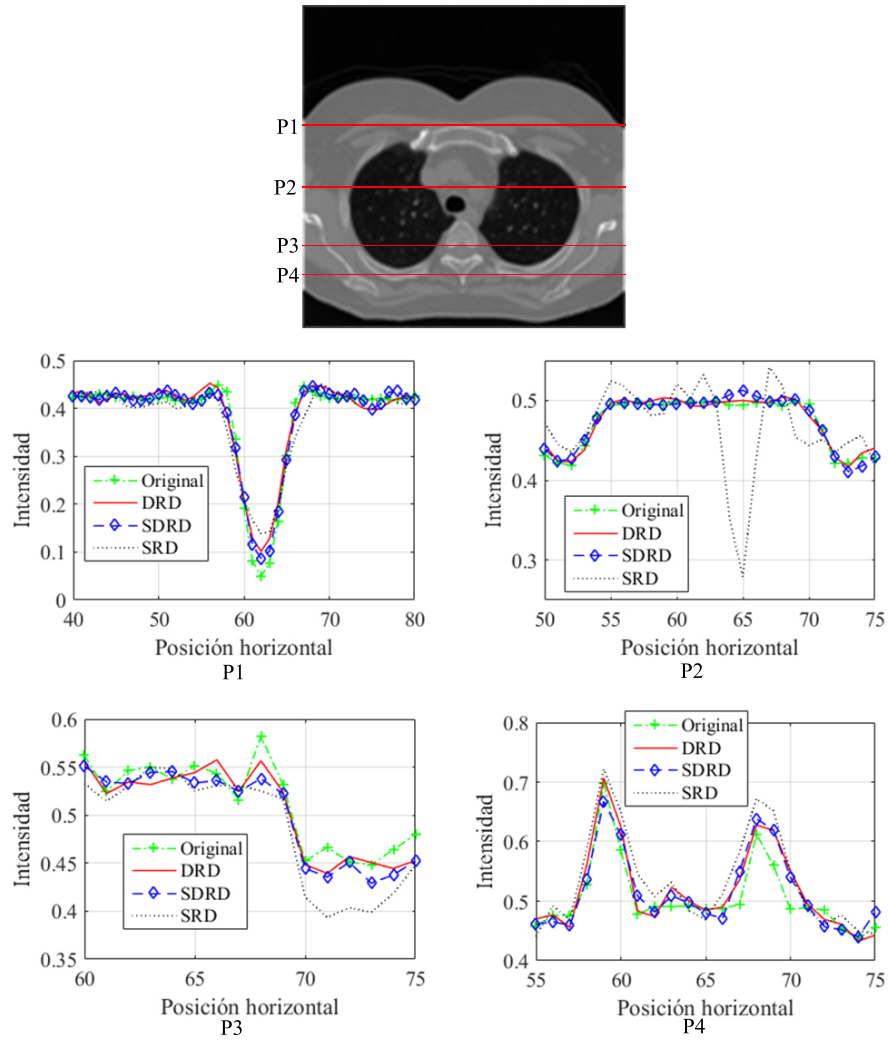 P1
P2
P3
P4
0.5
0.4
0.3
0.2
0.1
0
Intensidad
Original
DRD
SDRD
SRD
40 50 60 70 80
Posición horizontal
P1
0.5
0.4
0.3
Intensidad
Original
DRD
SDRD
SRD
50 55 60 65 70 75
Posición horizontal
P2
0.6
0.55
0.5
0.45
0.4
0.35
Intensidad
Original
DRD
SDRD
SRD
60 65 70 75
Posición horizontal
P3
0.8
0.7
0.6
0.5
0.4
Intensidad
Original
DRD
SDRD
SRD
55 60 65 70 75
Posición horizontal
P4